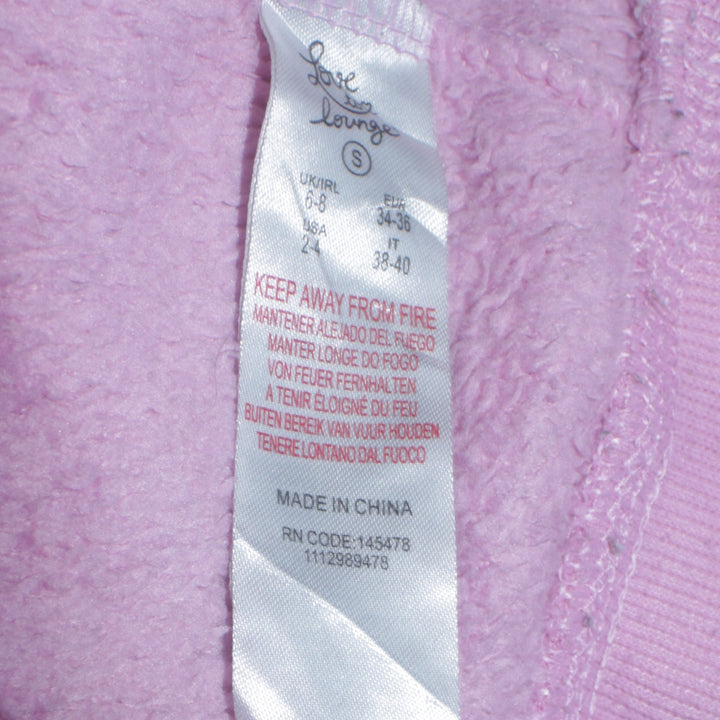 Love
to
lounge
S
UK/IRL EUR
6-8 34-36
USA IT
2-4 38-40
KEEP AWAY FROM FIRE
MANTENER ALEJADO DEL FUEGO
MANTER LONGE DO FOGO
VON FEUER FERNHALTEN
A TENIR ÉLOIGNÉ DU FEU
BUITEN BEREIK VAN VUUR HOUDEN
TENERE LONTANO DAL FUOCO
MADE IN CHINA
RN CODE:145478
1112989478